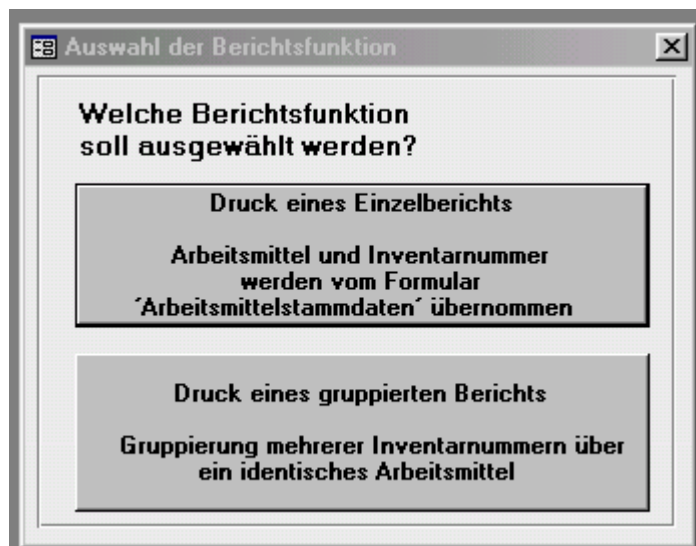 Auswahl der Berichtsfunktion
Welche Berichtsfunktion
soll ausgewählt werden?
Druck eines Einzelberichts
Arbeitsmittel und Inventarnummer
werden vom Formular
´Arbeitsmittelstammdaten´ übernommen
Druck eines gruppierten Berichts
Gruppierung mehrerer Inventarnummern über
ein identisches Arbeitsmittel